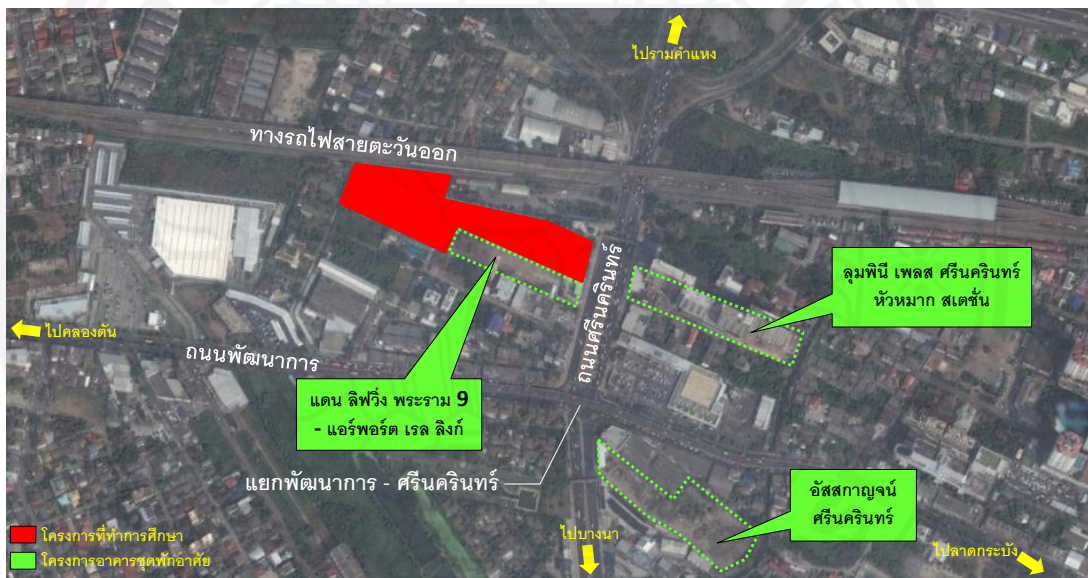 ไปรามคำแหง
ทางรถไฟสายตะวันออก
ถนนศรีนครินทร์
ลุมพินี เพลส ศรีนครินทร์
หัวหมาก สเตชั่น
ไปคลองตัน
ถนนพัฒนาการ
แดน ลิฟวิ่ง พระราม 9
- แอร์พอร์ต เรล ลิงก์
แยกพัฒนาการ - ศรีนครินทร์
อัสสกาญจน์
ศรีนครินทร์
โครงการที่ทำการศึกษา
โครงการอาคารชุดพักอาศัย
ไปบางนา
ไปลาดกระบัง